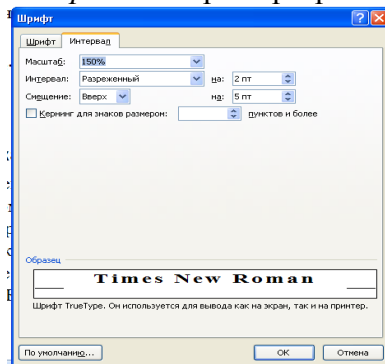 Шрифт
Шрифт Интервал
Масштаб: 150%
Интервал: Разреженный на: 2 пт
Смещение: Вверх на: 5 пт
Кернинг для знаков размером: пунктов и более
Образец
Times New Roman
Шрифт TrueType. Он используется для вывода как на экран, так и на принтер.
По умолчанию... ОК Отмена